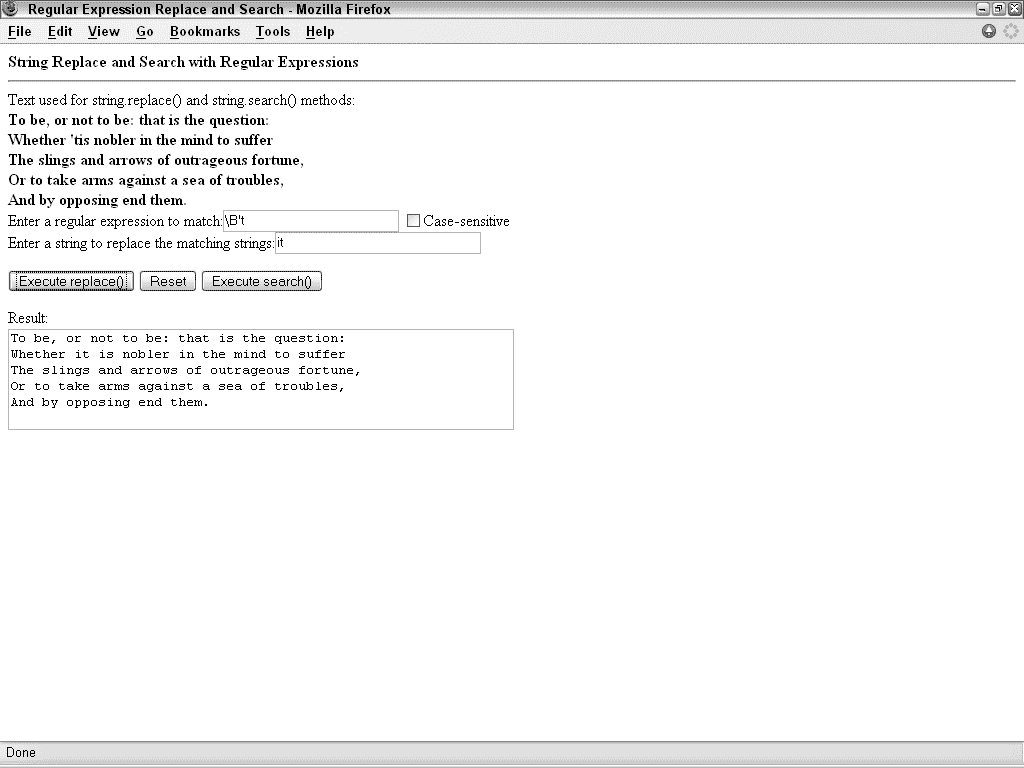 Regular Expression Replace and Search - Mozilla Firefox
File Edit View Go Bookmarks Tools Help
String Replace and Search with Regular Expressions
Text used for string.replace() and string.search() methods:
To be, or not to be: that is the question:
Whether 'tis nobler in the mind to suffer
The slings and arrows of outrageous fortune,
Or to take arms against a sea of troubles,
And by opposing end them.
Enter a regular expression to match: \B't Case-sensitive
Enter a string to replace the matching strings: it
Execute replace() Reset Execute search()
Result:
To be, or not to be: that is the question:
Whether it is nobler in the mind to suffer
The slings and arrows of outrageous fortune,
Or to take arms against a sea of troubles,
And by opposing end them.
Done